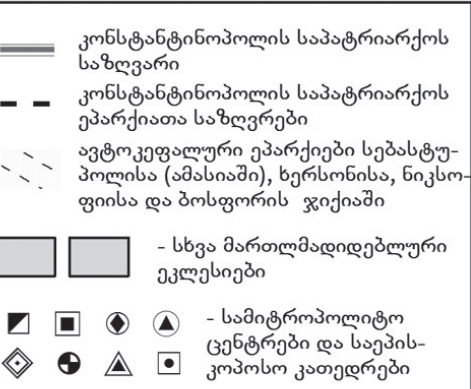 კონსტანტინოპოლის საპატრიარქოს
საზღვარი
კონსტანტინოპოლის საპატრიარქოს
ეპარქიათა საზღვრები
ავტოკეფალური ეპარქიები სებასტუ-
პოლისა (ამასიაში), ხერსონისა, ნიკსო-
ფიისა და ბოსფორის ჯიქიაში
- სხვა მართლმადიდებლური
ეკლესიები
- სამიტროპოლიტო
ცენტრები და საეპის-
კოპოსო კათედრები